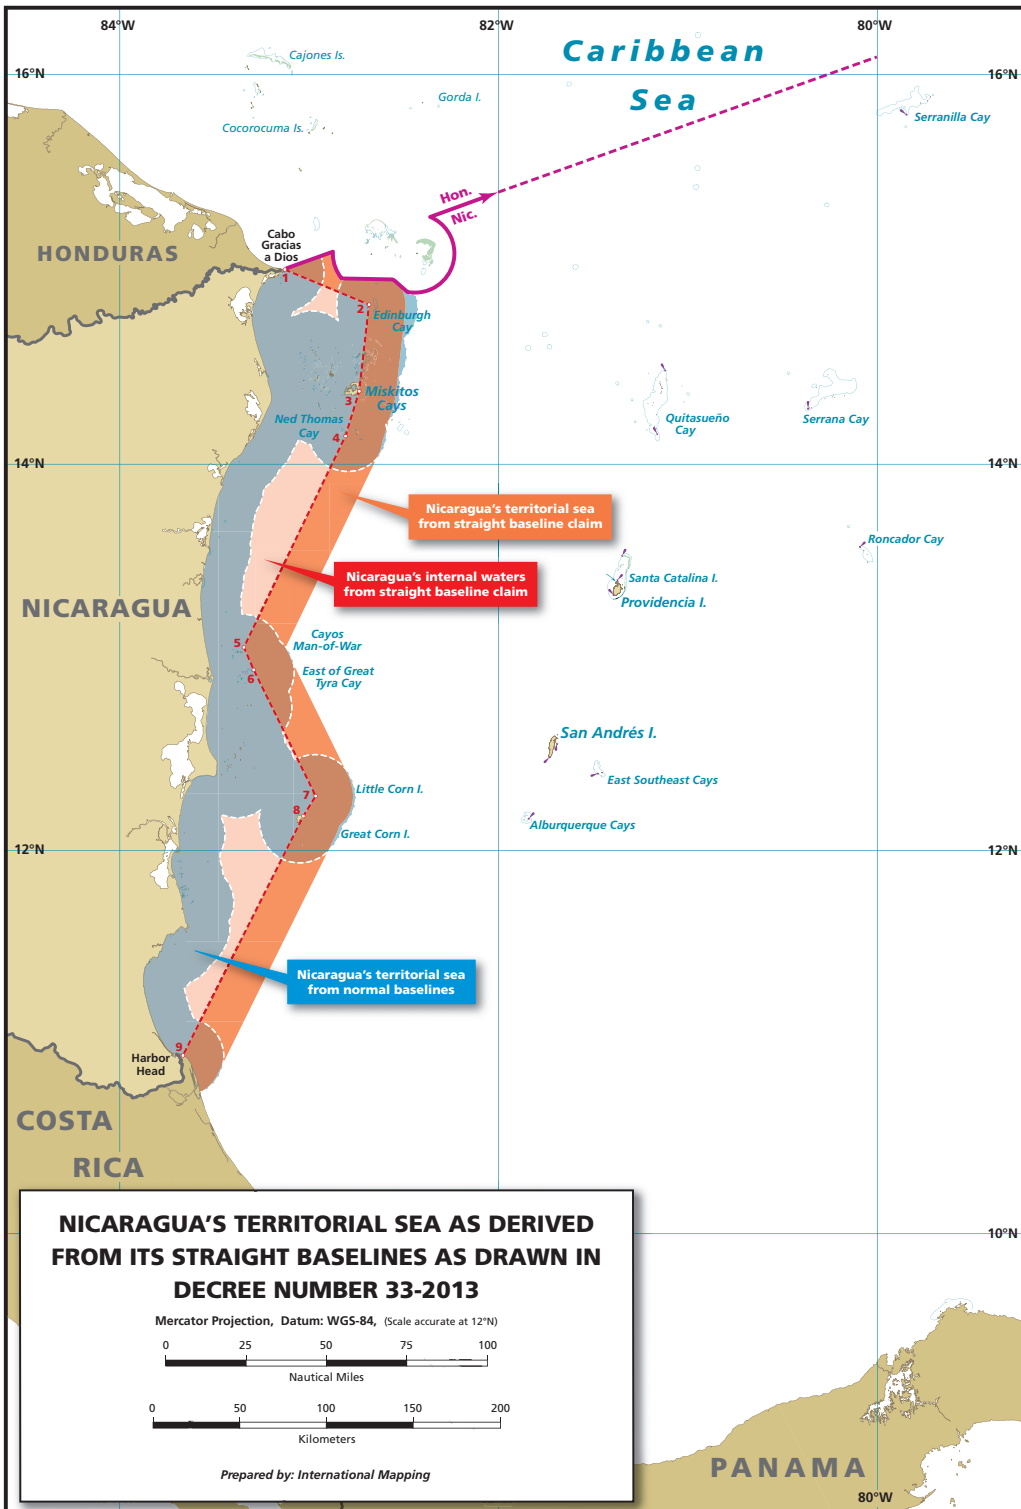 84°W
82°W
80°W
Cajones Is.
Caribbean
Sea
16°N
16°N
Gorda I.
Cocorocuma Is.
Serranilla Cay
Hon.
Nic.
Cabo
Gracias
a Dios
HONDURAS
1
2
Edinburgh
Cay
3
Miskitos
Cays
Ned Thomas
Cay
4
Quitasueño
Cay
Serrana Cay
14°N
14°N
Nicaragua's territorial sea
from straight baseline claim
Roncador Cay
Nicaragua's internal waters
from straight baseline claim
Santa Catalina I.
Providencia I.
NICARAGUA
5
Cayos
Man-of-War
6
East of Great
Tyra Cay
San Andrés I.
East Southeast Cays
7
Little Corn I.
8
Great Corn I.
Alburquerque Cays
12°N
12°N
Nicaragua's territorial sea
from normal baselines
9
Harbor
Head
COSTA
RICA
10°N
NICARAGUA'S TERRITORIAL SEA AS DERIVED
FROM ITS STRAIGHT BASELINES AS DRAWN IN
DECREE NUMBER 33-2013
Mercator Projection, Datum: WGS-84, (Scale accurate at 12°N)
0 25 50 75 100
Nautical Miles
0 50 100 150 200
Kilometers
Prepared by: International Mapping
PANAMA
80°W